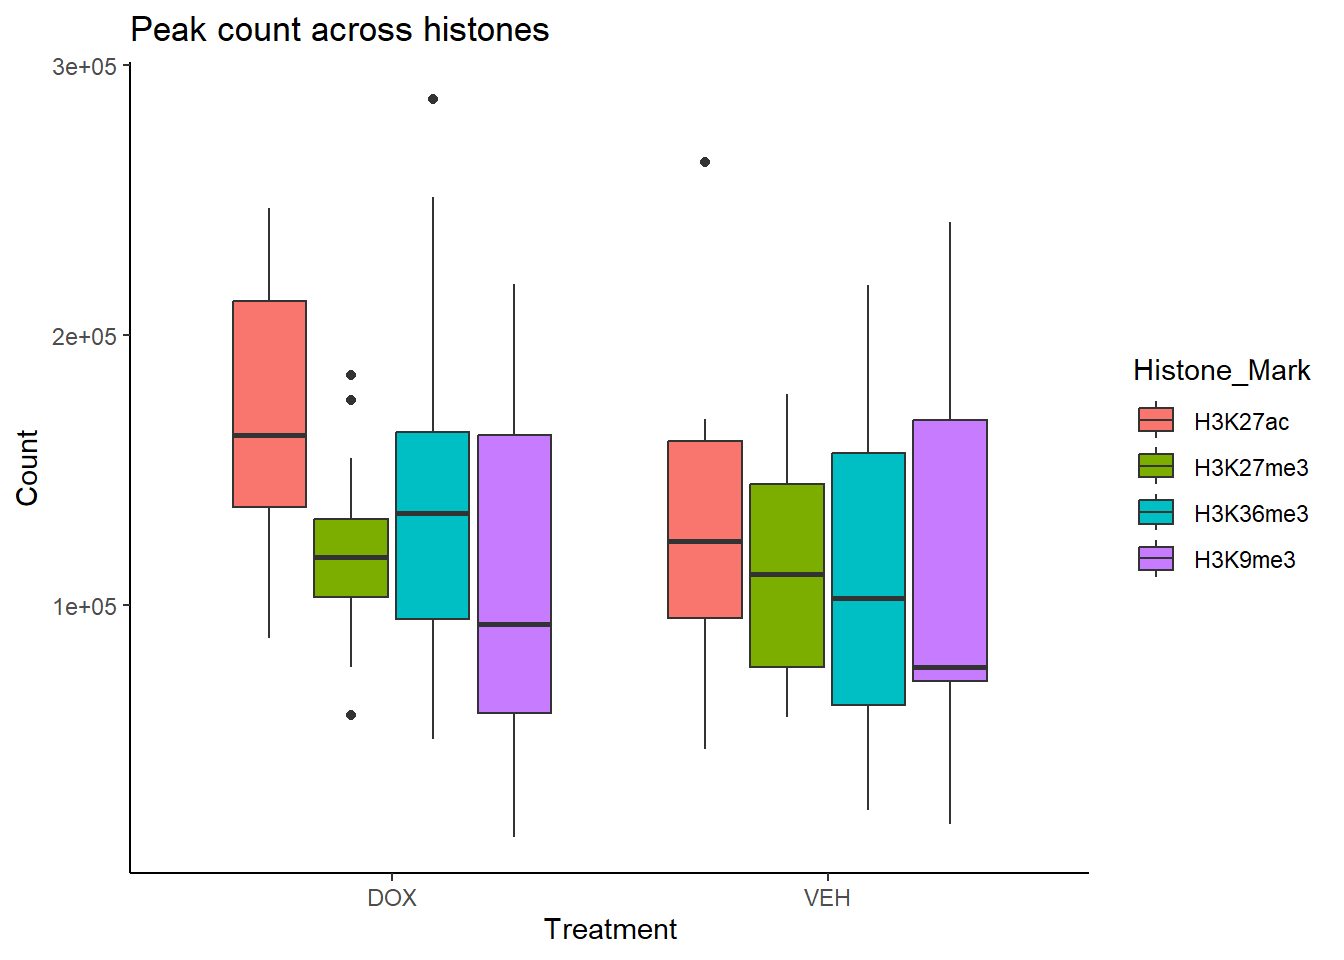 Peak count across histones
3e+05
2e+05
1e+05
Count
DOX
VEH
Treatment
Histone_Mark
H3K27ac
H3K27me3
H3K36me3
H3K9me3